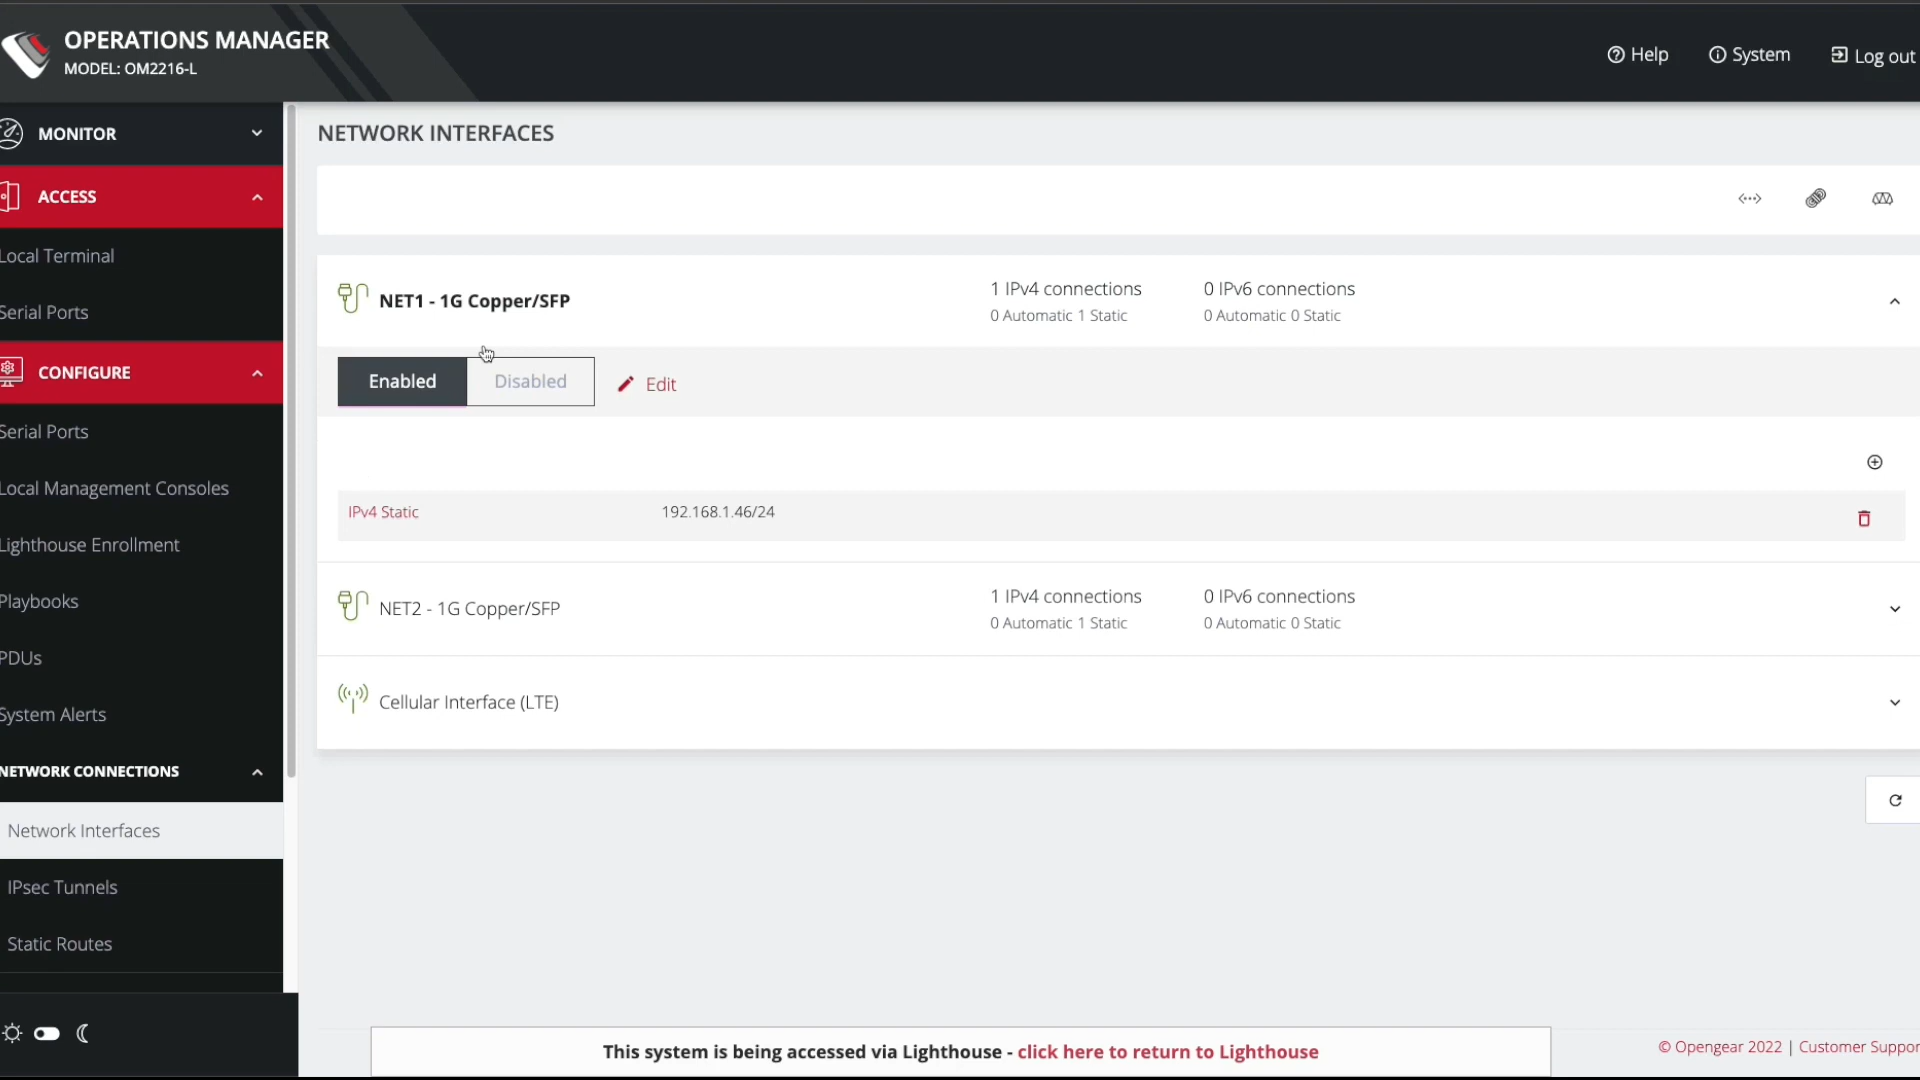 OPERATIONS MANAGER
MODEL: OM2216-L
Help
System
Log out
MONITOR
ACCESS
Local Terminal
Serial Ports
CONFIGURE
Serial Ports
Local Management Consoles
Lighthouse Enrollment
Playbooks
PDUs
System Alerts
NETWORK CONNECTIONS
Network Interfaces
IPsec Tunnels
Static Routes
NETWORK INTERFACES
NET1 - 1G Copper/SFP
1 IPv4 connections
0 Automatic 1 Static
0 IPv6 connections
0 Automatic 0 Static
Enabled
Disabled
Edit
IPv4 Static
192.168.1.46/24
NET2 - 1G Copper/SFP
1 IPv4 connections
0 Automatic 1 Static
0 IPv6 connections
0 Automatic 0 Static
Cellular Interface (LTE)
This system is being accessed via Lighthouse - click here to return to Lighthouse
© Opengear 2022 | Customer Suppor